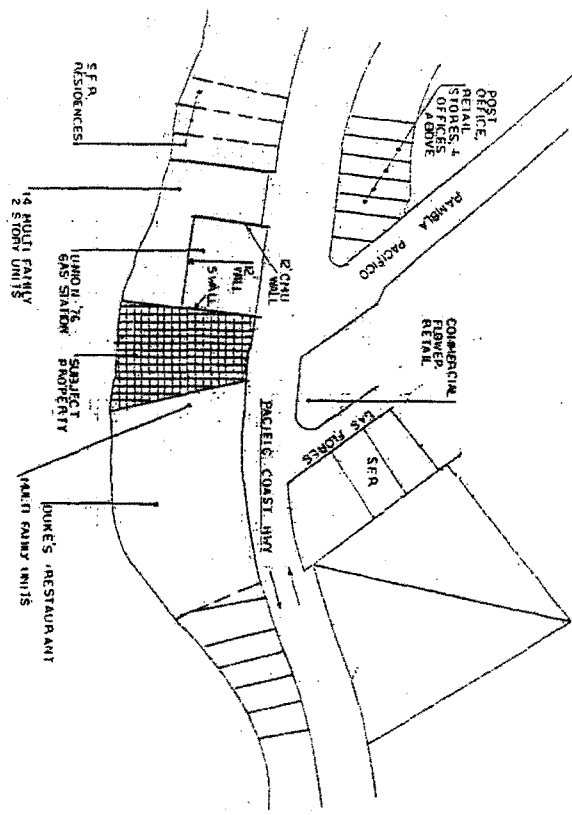 POST
OFFICE,
RETAIL
STORES, &
OFFICES
ABOVE
RAMBLA PACIFICO
COMMERCIAL
FLOWER
RETAIL
LAS FLORES
S.F.R.
PACIFIC COAST HWY
S.F.R.
RESIDENCES
14 MULTI FAMILY
2 STORY UNITS
UNION '76
GAS STATION
12' CMU
WALL
12'
WALL
WALL
SUBJECT
PROPERTY
MULTI FAMILY UNITS
DUKE'S RESTAURANT